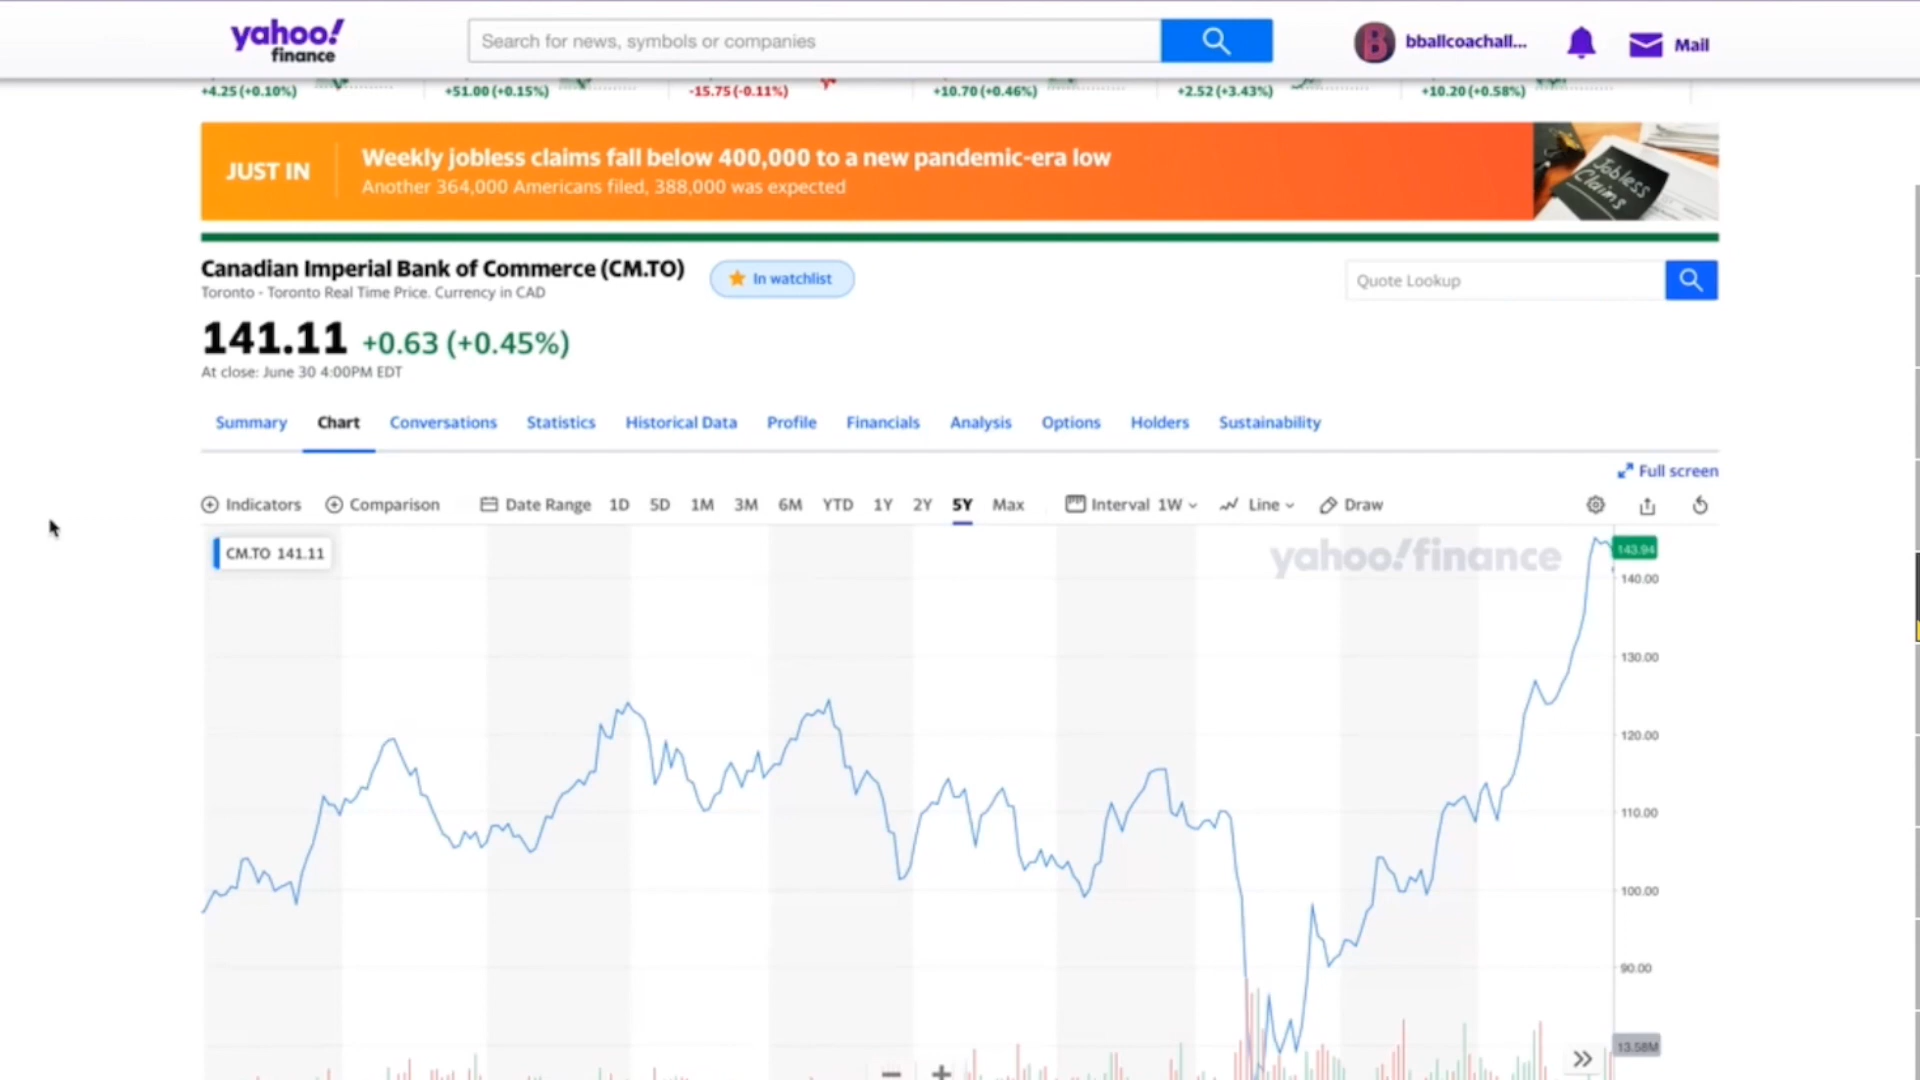 yahoo!
finance
Search for news, symbols or companies
B
bballcoachall...
Mail
+4.25 (+0.10%)
+51.00 (+0.15%)
-15.75 (-0.11%)
+10.70 (+0.46%)
+2.52 (+3.43%)
+10.20 (+0.58%)
JUST IN
Weekly jobless claims fall below 400,000 to a new pandemic-era low
Another 364,000 Americans filed, 388,000 was expected
Jobless
Claims
Canadian Imperial Bank of Commerce (CM.TO)
In watchlist
Quote Lookup
Toronto - Toronto Real Time Price. Currency in CAD
141.11 +0.63 (+0.45%)
At close: June 30 4:00PM EDT
Summary Chart Conversations Statistics Historical Data Profile Financials Analysis Options Holders Sustainability
Full screen
Indicators Comparison Date Range 1D 5D 1M 3M 6M YTD 1Y 2Y 5Y Max Interval 1W Line Draw
CM.TO 141.11
yahoo!finance
143.94
140.00
130.00
120.00
110.00
100.00
90.00
13.58M